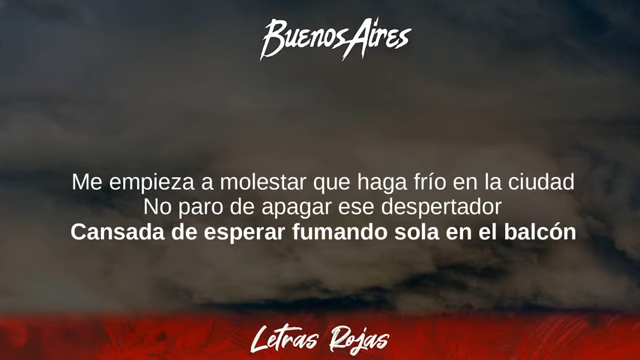 Buenos Aires
Me empieza a molestar que haga frío en la ciudad
No paro de apagar ese despertador
Cansada de esperar fumando sola en el balcón
Letras Rojas